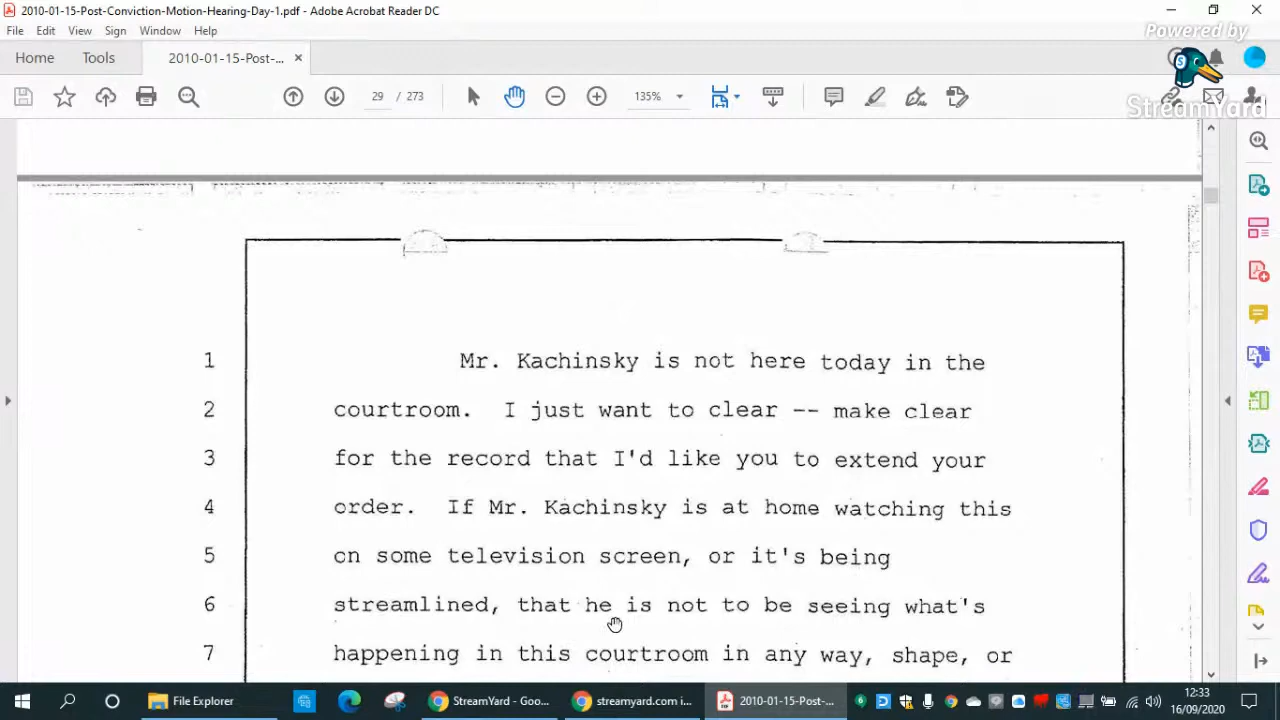 2010-01-15-Post-Conviction-Motion-Hearing-Day-1.pdf - Adobe Acrobat Reader DC
File Edit View Sign Window Help
Powered by
StreamYard
Home Tools 2010-01-15-Post-... ×
29 / 273 135%
1 Mr. Kachinsky is not here today in the
2 courtroom. I just want to clear -- make clear
3 for the record that I'd like you to extend your
4 order. If Mr. Kachinsky is at home watching this
5 on some television screen, or it's being
6 streamlined, that he is not to be seeing what's
7 happening in this courtroom in any way, shape, or
File Explorer StreamYard - Goo... streamyard.com i... 2010-01-15-Post-...
12:33
16/09/2020